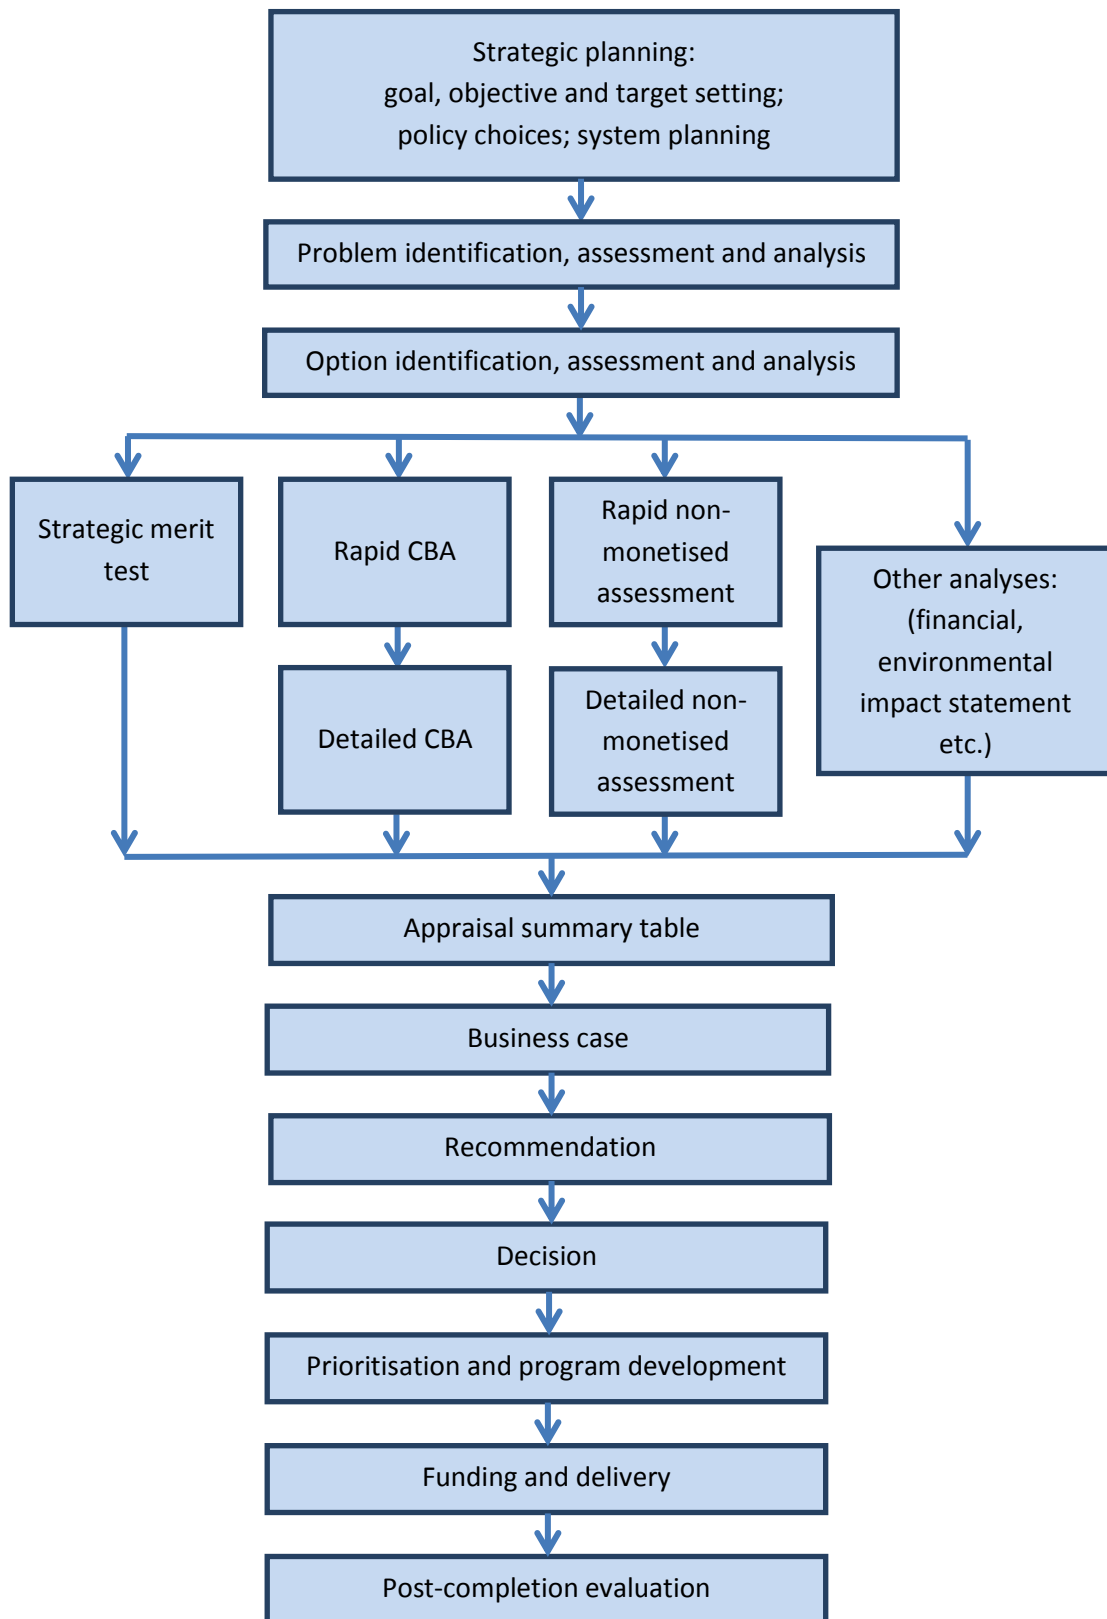 Strategic planning:
goal, objective and target setting;
policy choices; system planning
Problem identification, assessment and analysis
Option identification, assessment and analysis
Strategic merit
test
Rapid CBA
Rapid non-
monetised
assessment
Other analyses:
(financial,
environmental
impact statement
etc.)
Detailed CBA
Detailed non-
monetised
assessment
Appraisal summary table
Business case
Recommendation
Decision
Prioritisation and program development
Funding and delivery
Post-completion evaluation